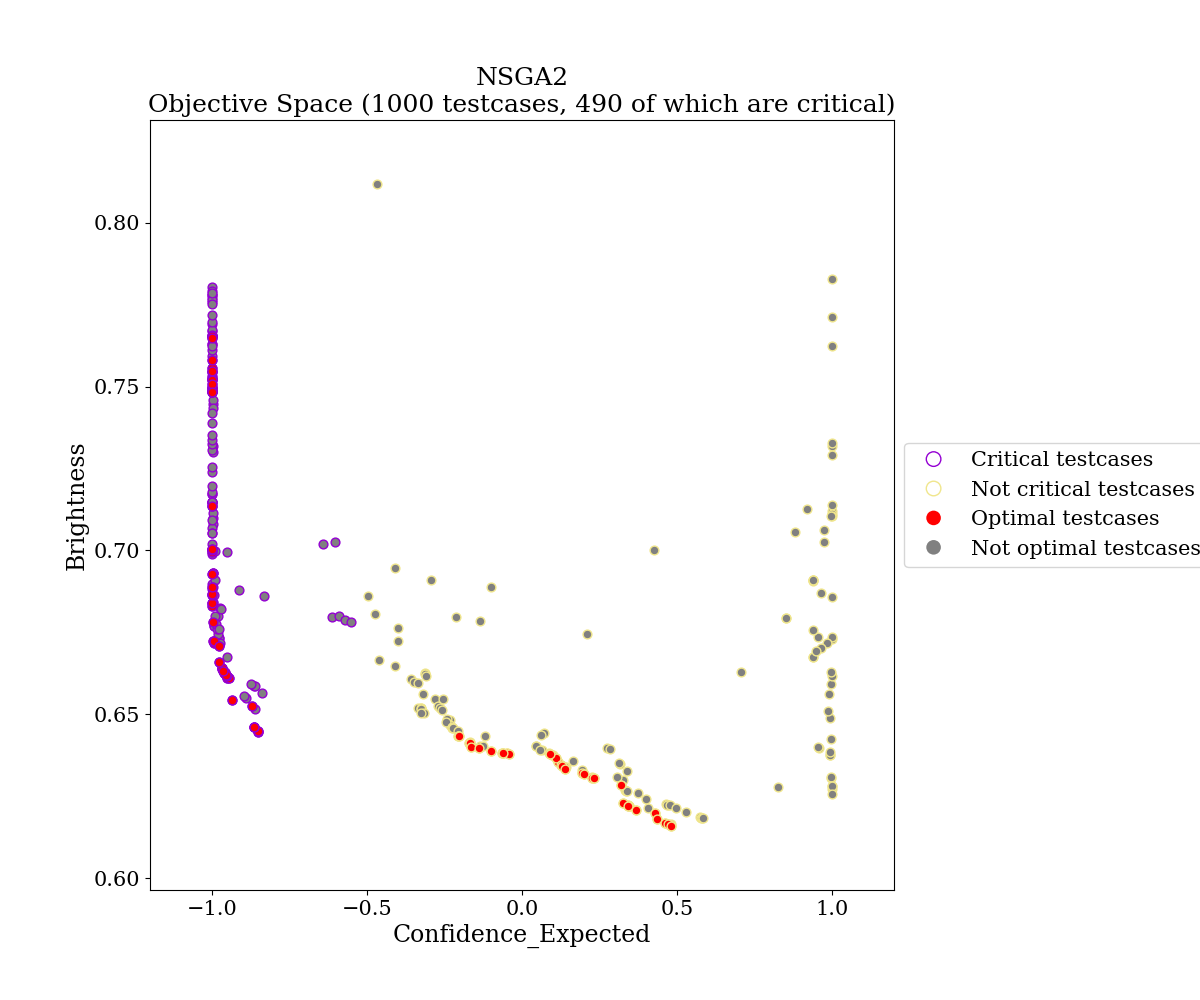 NSGA2
Objective Space (1000 testcases, 490 of which are critical)
0.80
0.75
0.70
0.65
0.60
Brightness
−1.0
−0.5
0.0
0.5
1.0
Confidence_Expected
Critical testcases
Not critical testcases
Optimal testcases
Not optimal testcases